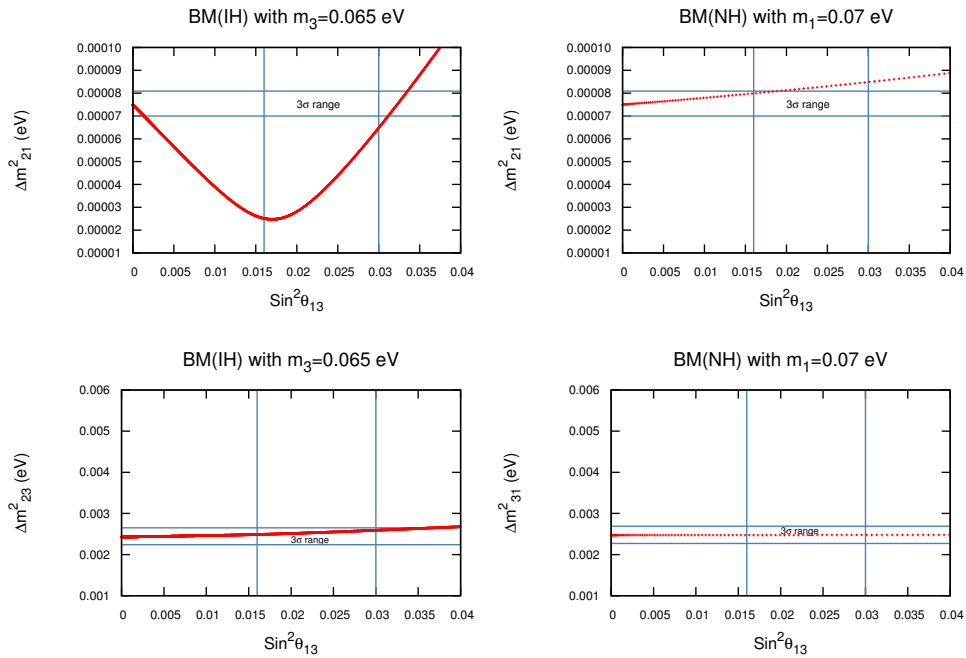 BM(IH) with m3=0.065 eV
0.00010
0.00009
0.00008
0.00007
0.00006
0.00005
0.00004
0.00003
0.00002
0.00001
Δm²21 (eV)
3σ range
0 0.005 0.01 0.015 0.02 0.025 0.03 0.035 0.04
Sin²θ13
BM(NH) with m1=0.07 eV
0.00010
0.00009
0.00008
0.00007
0.00006
0.00005
0.00004
0.00003
0.00002
0.00001
Δm²21 (eV)
3σ range
0 0.005 0.01 0.015 0.02 0.025 0.03 0.035 0.04
Sin²θ13
BM(IH) with m3=0.065 eV
0.006
0.005
0.004
0.003
0.002
0.001
Δm²23 (eV)
3σ range
0 0.005 0.01 0.015 0.02 0.025 0.03 0.035 0.04
Sin²θ13
BM(NH) with m1=0.07 eV
0.006
0.005
0.004
0.003
0.002
0.001
Δm²31 (eV)
3σ range
0 0.005 0.01 0.015 0.02 0.025 0.03 0.035 0.04
Sin²θ13